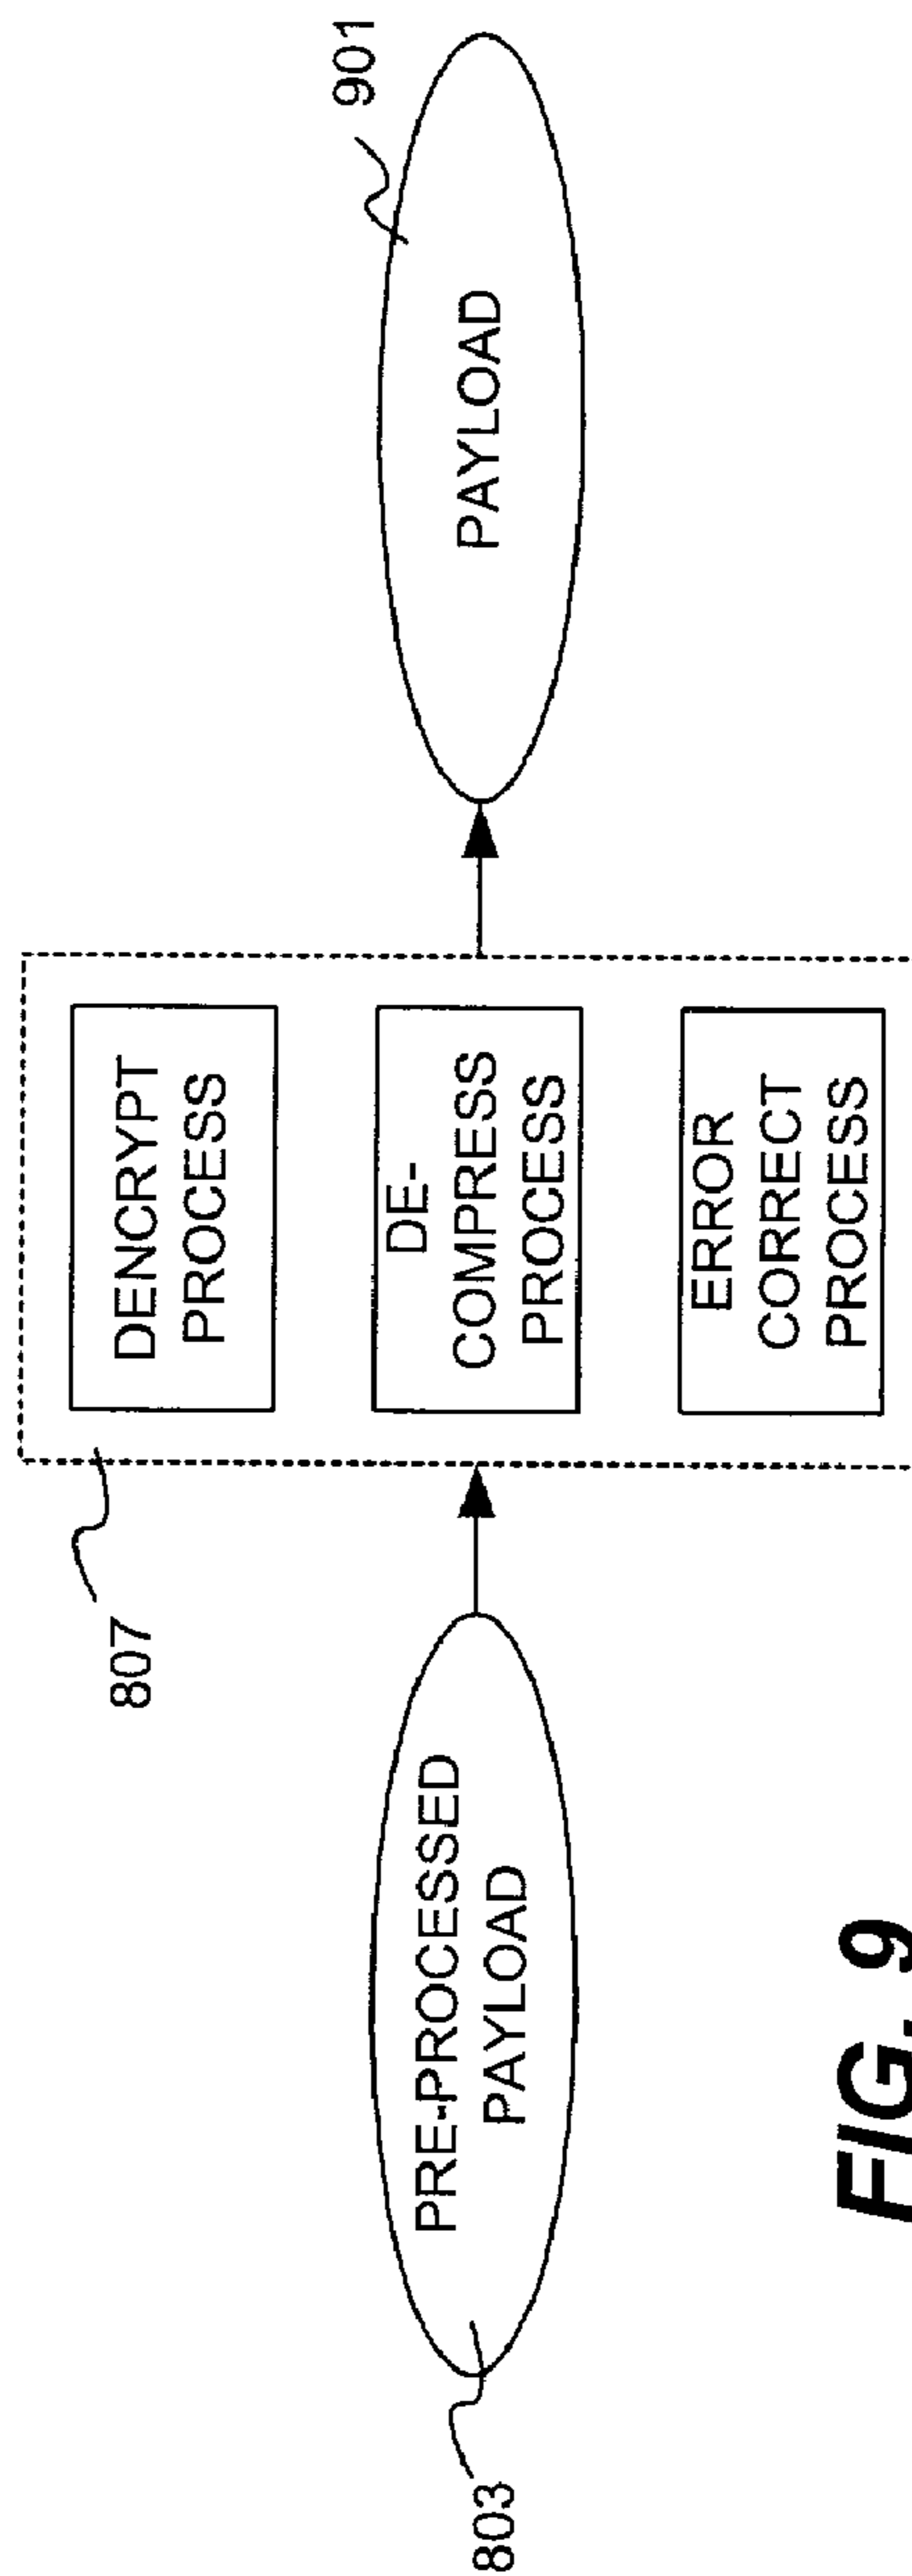 807
DENCRYPT
PROCESS
901
803
PRE-PROCESSED
PAYLOAD
DE-
COMPRESS
PROCESS
PAYLOAD
ERROR
CORRECT
PROCESS
FIG. 9